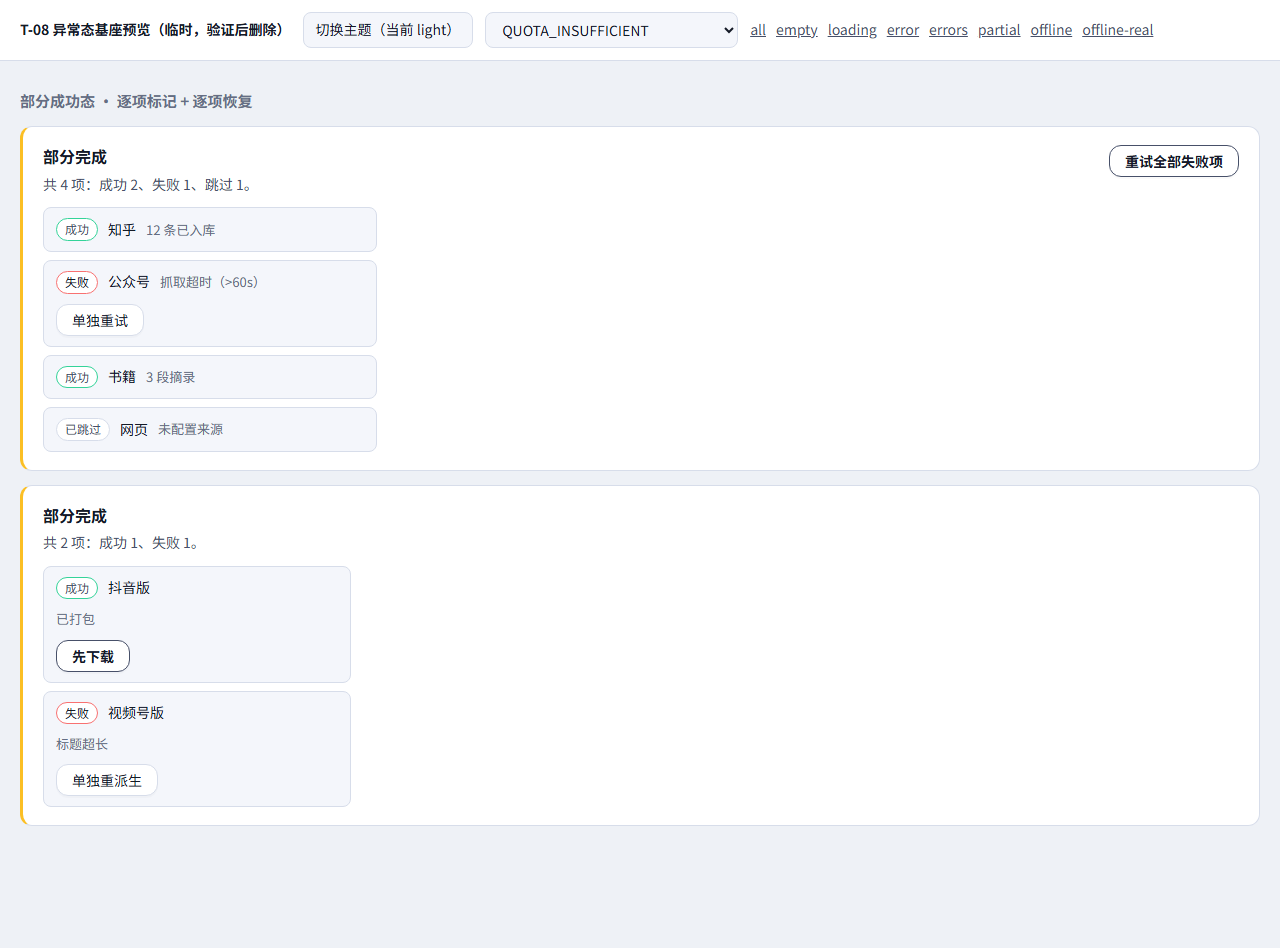 T-08 异常态基座预览（临时，验证后删除） 切换主题（当前 light） QUOTA_INSUFFICIENT all empty loading error errors partial offline offline-real
部分成功态 · 逐项标记 + 逐项恢复
部分完成 重试全部失败项
共 4 项：成功 2、失败 1、跳过 1。
成功 知乎 12 条已入库
失败 公众号 抓取超时（>60s）
单独重试
成功 书籍 3 段摘录
已跳过 网页 未配置来源
部分完成
共 2 项：成功 1、失败 1。
成功 抖音版
已打包
先下载
失败 视频号版
标题超长
单独重派生